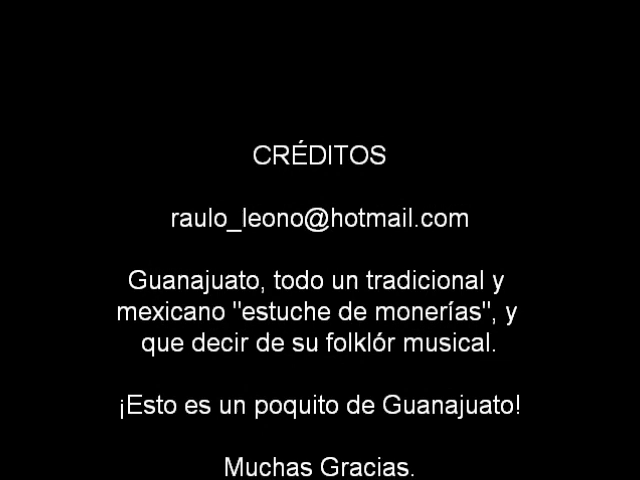 CRÉDITOS
raulo_leono@hotmail.com
Guanajuato, todo un tradicional y
mexicano "estuche de monerías", y
que decir de su folklór musical.
¡Esto es un poquito de Guanajuato!
Muchas Gracias.